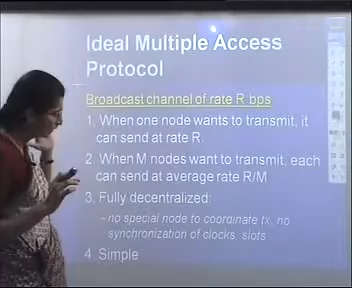 Ideal Multiple Access
Protocol
Broadcast channel of rate R bps
1. When one node wants to transmit, it
can send at rate R.
2. When M nodes want to transmit, each
can send at average rate R/M
3. Fully decentralized:
– no special node to coordinate tx, no
synchronization of clocks, slots
4. Simple